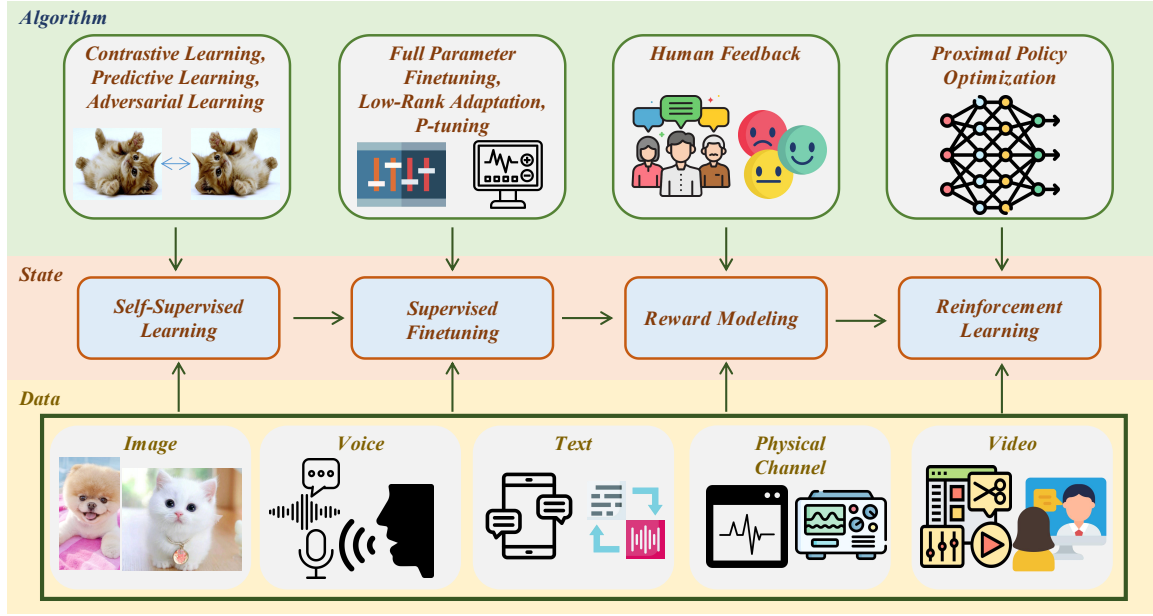 Algorithm
Contrastive Learning,
Predictive Learning,
Adversarial Learning
Full Parameter
Finetuning,
Low-Rank Adaptation,
P-tuning
Human Feedback
Proximal Policy
Optimization
State
Self-Supervised
Learning
Supervised
Finetuning
Reward Modeling
Reinforcement
Learning
Data
Image
Voice
Text
Physical
Channel
Video